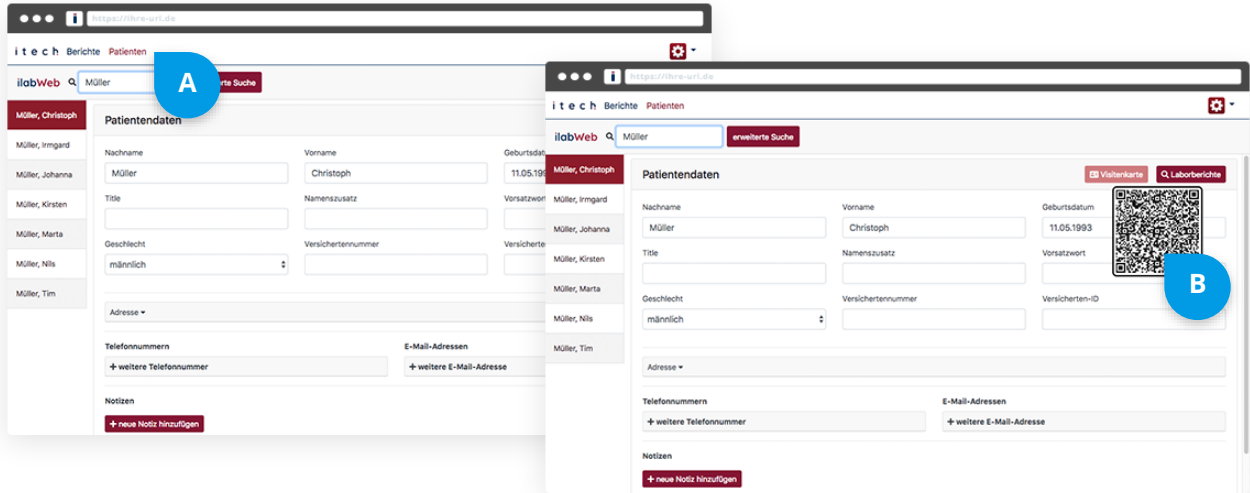 https://ihre-url.de
itech Berichte Patienten
ilabWeb Müller rte Suche
A
Müller, Christoph
Müller, Irmgard
Müller, Johanna
Müller, Kirsten
Müller, Marta
Müller, Nils
Müller, Tim
Patientendaten
Nachname Vorname Geburtsdatu
Müller Christoph 11.05.199
Title Namenszusatz Vorsatzwort
Geschlecht Versichertennummer Versicherte
männlich
Adresse
Telefonnummern E-Mail-Adressen
+ weitere Telefonnummer + weitere E-Mail-Adresse
Notizen
+ neue Notiz hinzufügen
https://ihre-url.de
itech Berichte Patienten
ilabWeb Müller erweiterte Suche
Müller, Christoph
Müller, Irmgard
Müller, Johanna
Müller, Kirsten
Müller, Marta
Müller, Nils
Müller, Tim
Patientendaten Visitenkarte Laborberichte
Nachname Vorname Geburtsdatum
Müller Christoph 11.05.1993
Title Namenszusatz Vorsatzwort
B
Geschlecht Versichertennummer Versicherten-ID
männlich
Adresse
Telefonnummern E-Mail-Adressen
+ weitere Telefonnummer + weitere E-Mail-Adresse
Notizen
+ neue Notiz hinzufügen